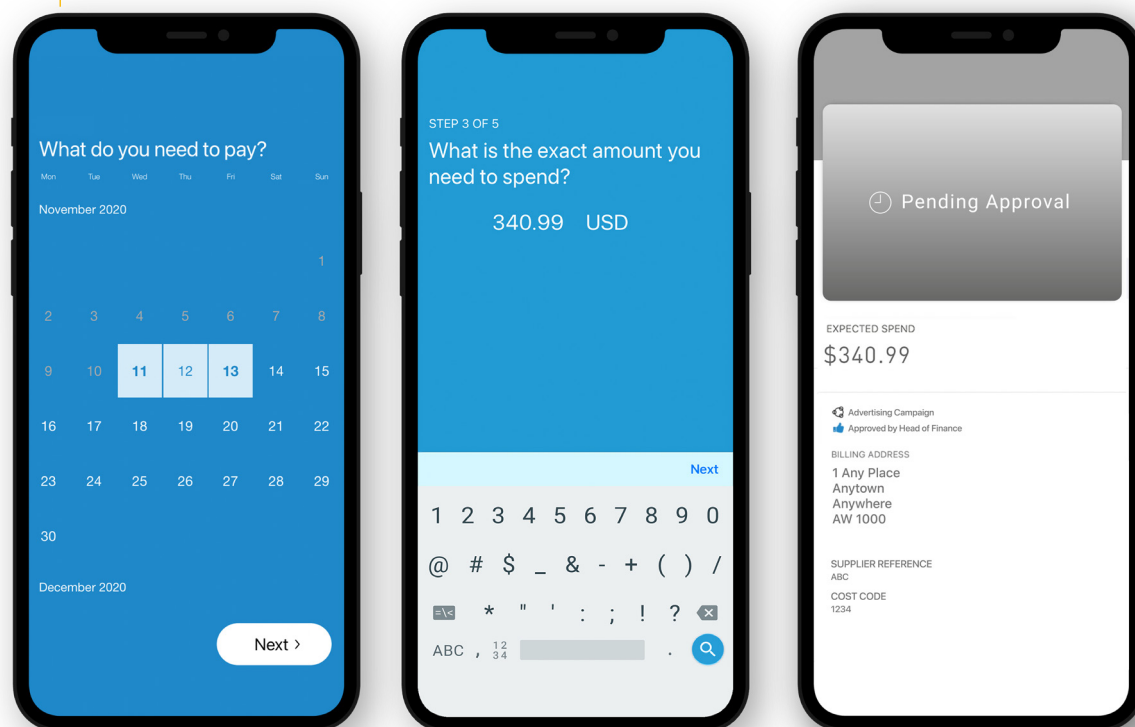 What do you need to pay?
Mon Tue Wed Thu Fri Sat Sun
November 2020
1
2 3 4 5 6 7 8
9 10 11 12 13 14 15
16 17 18 19 20 21 22
23 24 25 26 27 28 29
30
December 2020
Next >
STEP 3 OF 5
What is the exact amount you
need to spend?
340.99 USD
Next
1 2 3 4 5 6 7 8 9 0
@ # $ _ & - + ( ) /
=\< * " ' : ; ! ?
ABC , 12 34 .
Pending Approval
EXPECTED SPEND
$340.99
Advertising Campaign
Approved by Head of Finance
BILLING ADDRESS
1 Any Place
Anytown
Anywhere
AW 1000
SUPPLIER REFERENCE
ABC
COST CODE
1234